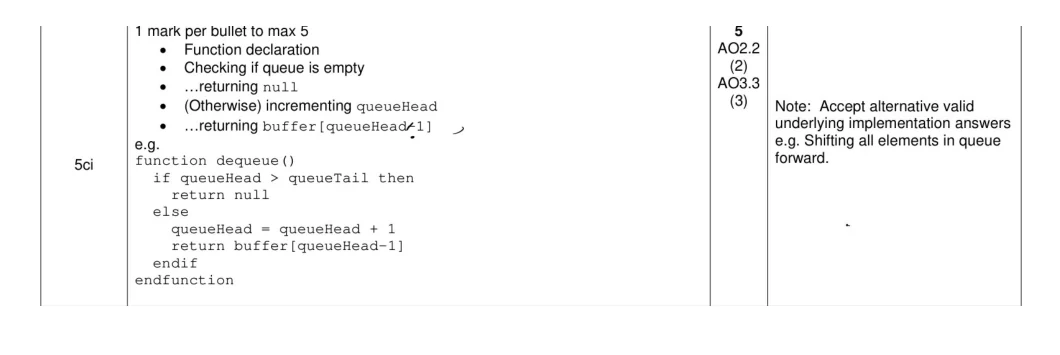 1 mark per bullet to max 5
• Function declaration
• Checking if queue is empty
• …returning null
• (Otherwise) incrementing queueHead
• …returning buffer[queueHead-1]
e.g.
function dequeue()
if queueHead > queueTail then
return null
else
queueHead = queueHead + 1
return buffer[queueHead-1]
endif
endfunction
5ci
5
AO2.2
(2)
AO3.3
(3)
Note: Accept alternative valid
underlying implementation answers
e.g. Shifting all elements in queue
forward.